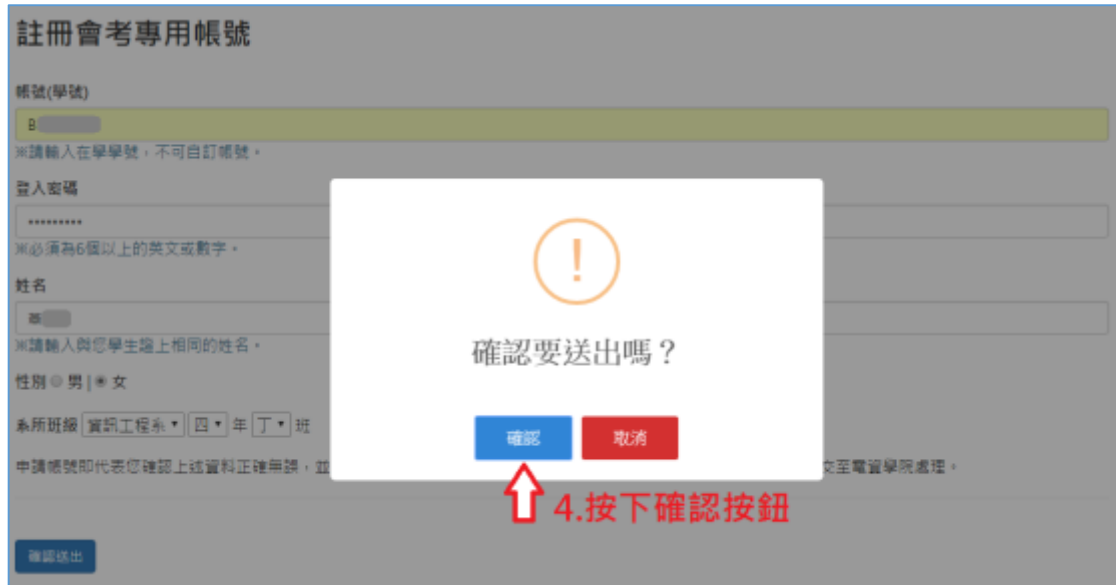 註冊會考專用帳號
帳號(學號)
B
※請輸入在學學號，不可自訂帳號。
登入密碼
•••••••••
※必須為6個以上的英文或數字。
姓名
※請輸入與您學生證上相同的姓名。
性別 男 | 女
系所班級 資訊工程系 四 年 丁 班
申請帳號即代表您確認上述資料正確無誤，並
交至電資學院處理。
確認送出
!
確認要送出嗎？
確認 取消
4.按下確認按鈕